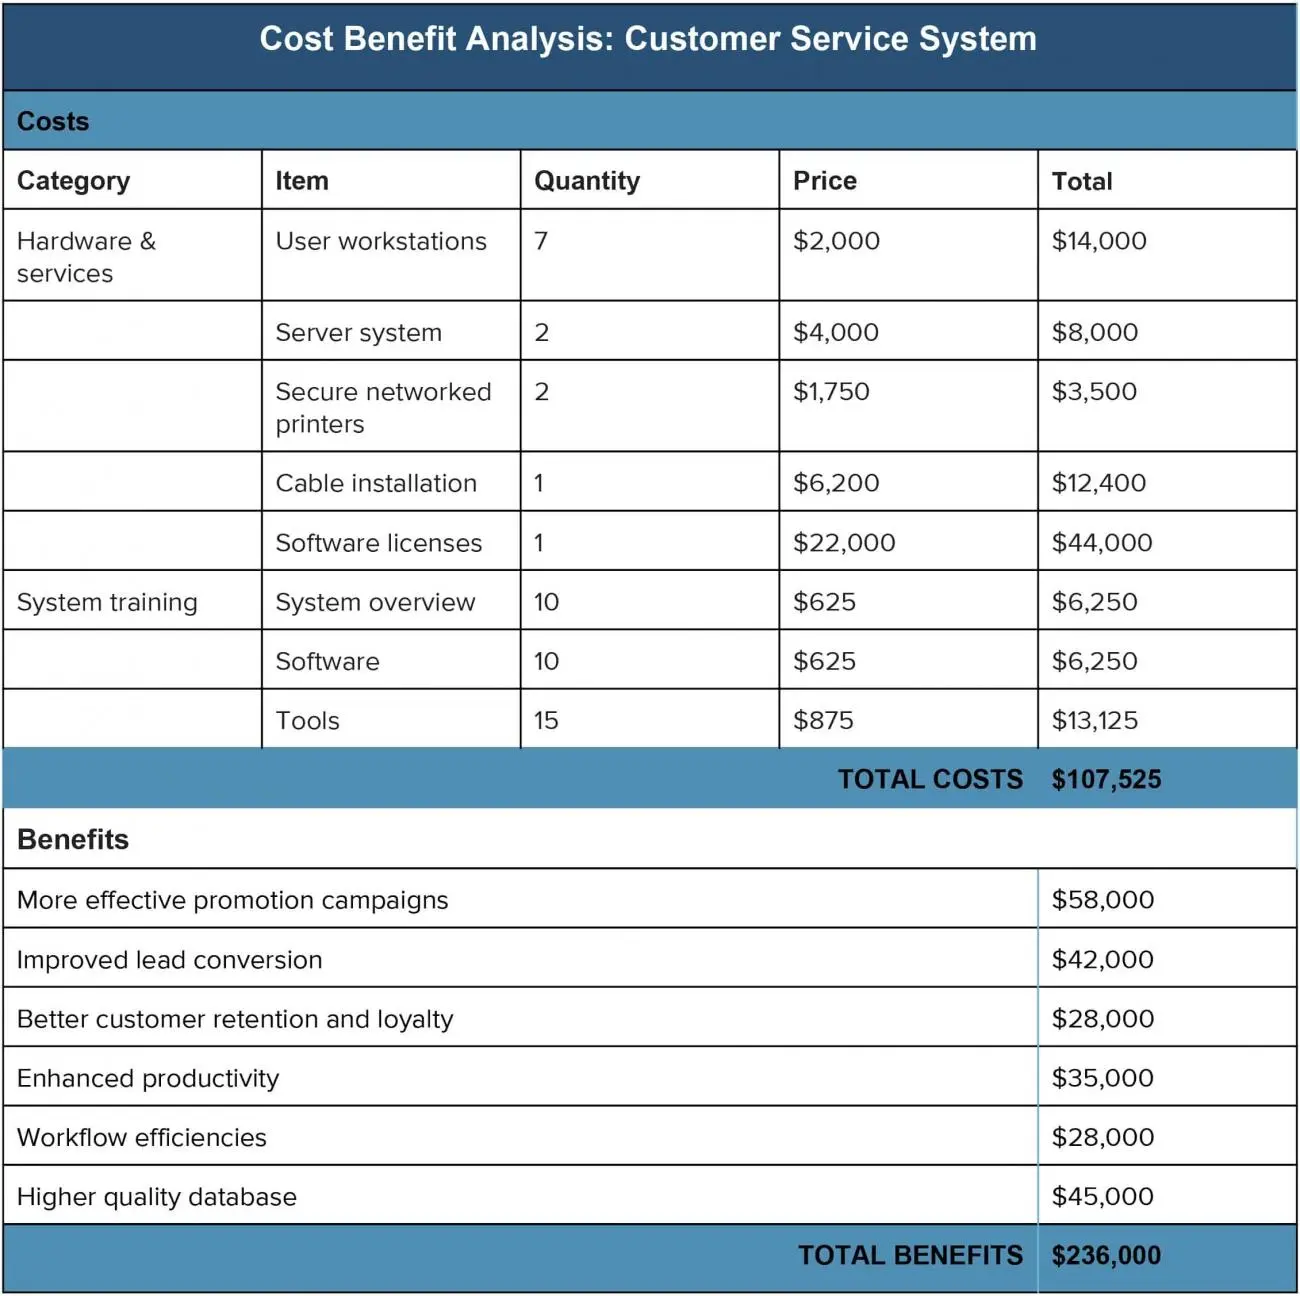 Cost Benefit Analysis: Customer Service System
Costs
Category Item Quantity Price Total
Hardware & User workstations 7 $2,000 $14,000
services
Server system 2 $4,000 $8,000
Secure networked 2 $1,750 $3,500
printers
Cable installation 1 $6,200 $12,400
Software licenses 1 $22,000 $44,000
System training System overview 10 $625 $6,250
Software 10 $625 $6,250
Tools 15 $875 $13,125
TOTAL COSTS $107,525
Benefits
More effective promotion campaigns $58,000
Improved lead conversion $42,000
Better customer retention and loyalty $28,000
Enhanced productivity $35,000
Workflow efficiencies $28,000
Higher quality database $45,000
TOTAL BENEFITS $236,000